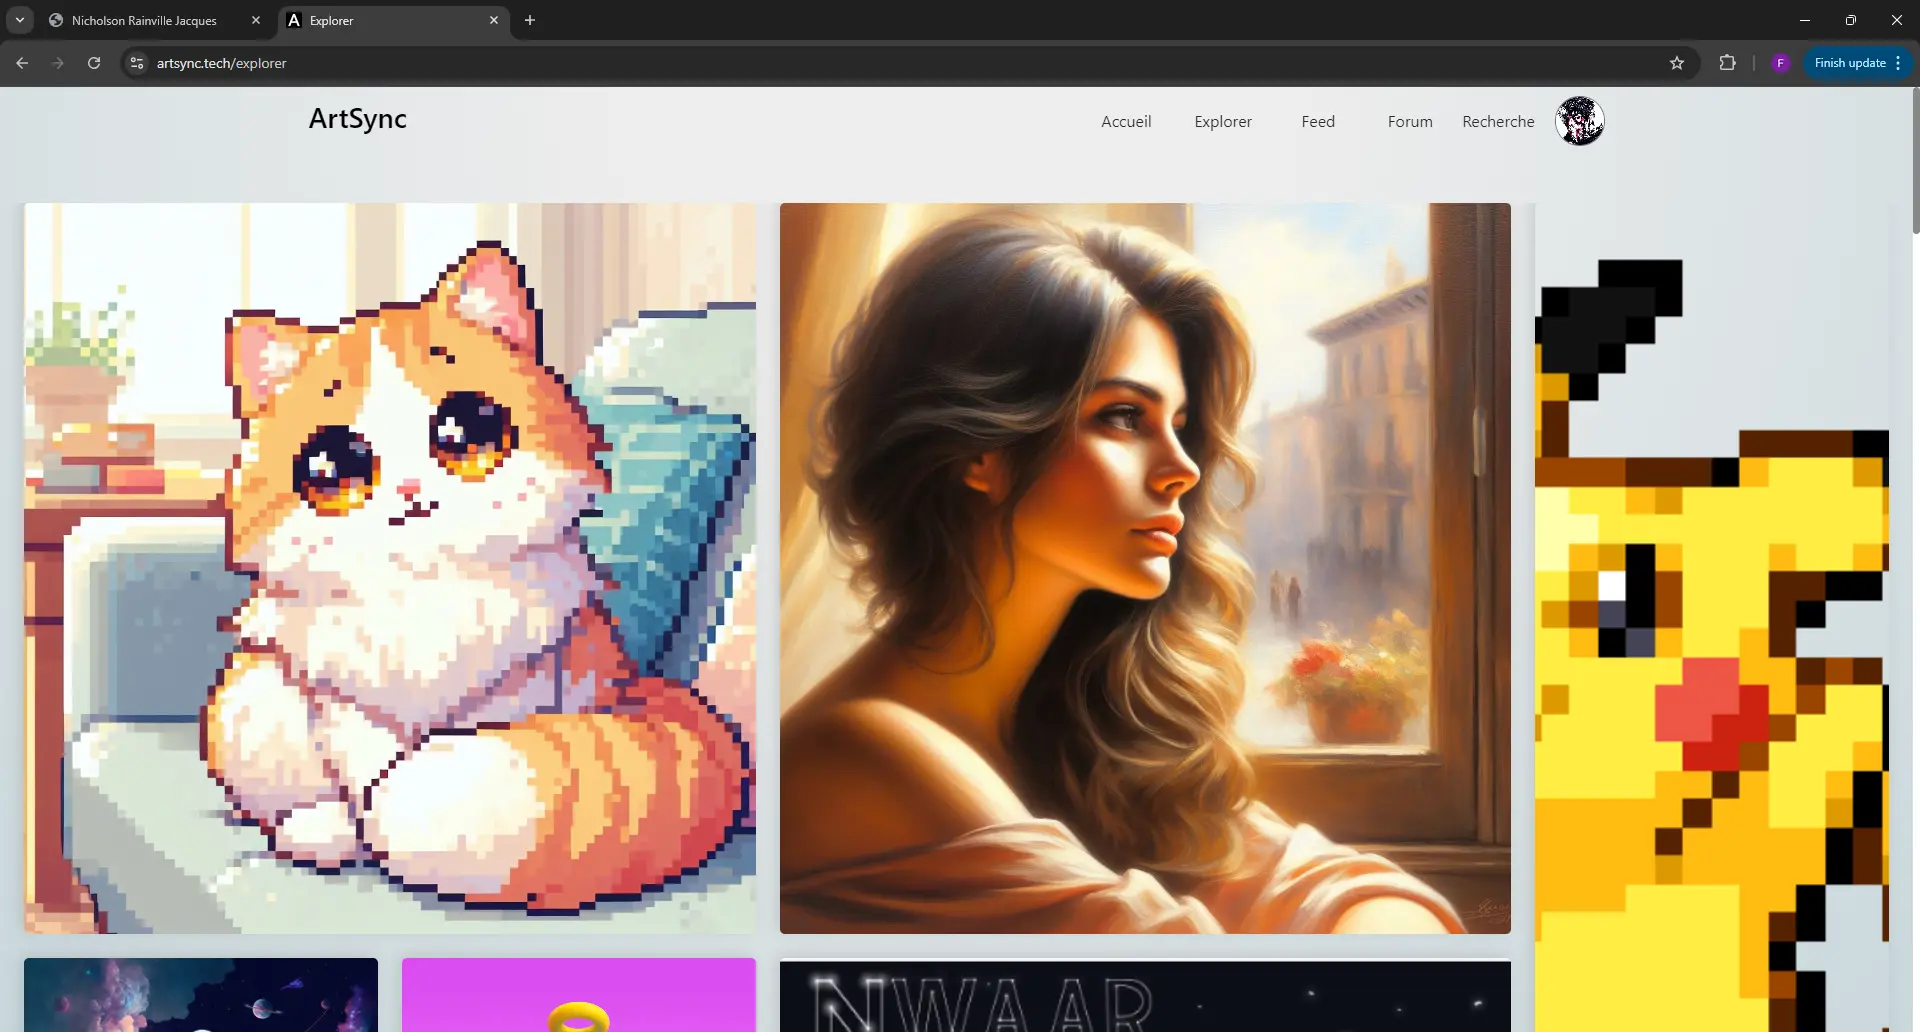 Nicholson Rainville Jacques
Explorer
artsync.tech/explorer
F
Finish update
ArtSync
Accueil
Explorer
Feed
Forum
Recherche
NWAAR